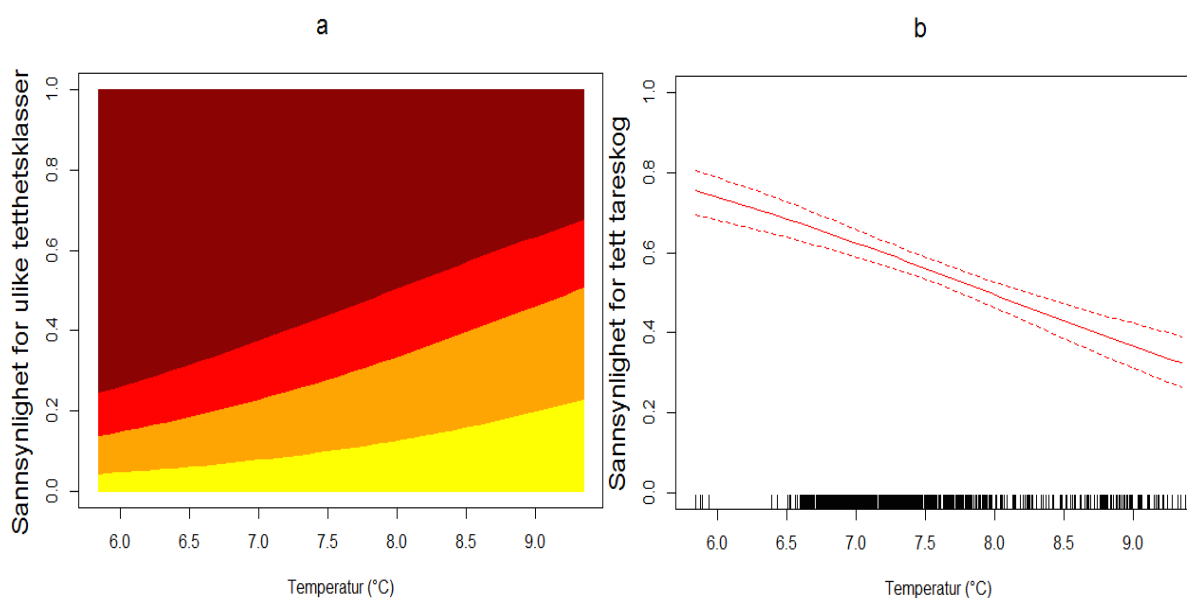 a
Sannsynlighet for ulike tetthetsklasser
1.0
0.8
0.6
0.4
0.2
0.0
6.0 6.5 7.0 7.5 8.0 8.5 9.0
Temperatur (°C)
b
Sannsynlighet for tett tareskog
1.0
0.8
0.6
0.4
0.2
0.0
6.0 6.5 7.0 7.5 8.0 8.5 9.0
Temperatur (°C)